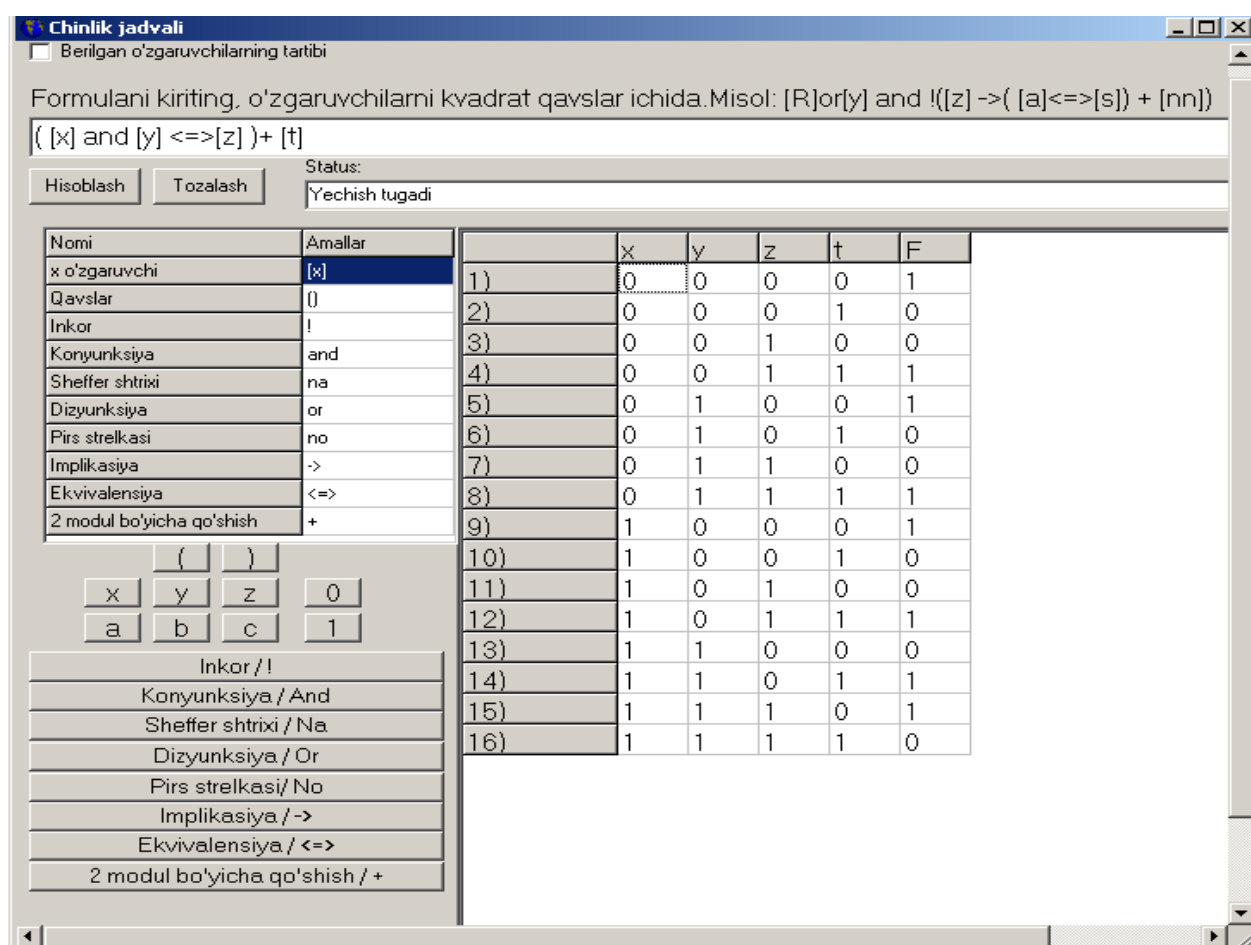 Chinlik jadvali
Berilgan o'zgaruvchilarning tartibi
Formulani kiriting, o'zgaruvchilarni kvadrat qavslar ichida.Misol: [R]or[y] and !([z] ->( [a]<=>[s]) + [nn])
( [x] and [y] <=>[z] )+ [t]
Hisoblash Tozalash
Status:
Yechish tugadi
Nomi Amallar
x o'zgaruvchi [x]
Qavslar ()
Inkor !
Konyunksiya and
Sheffer shtrixi na
Dizyunksiya or
Pirs strelkasi no
Implikasiya ->
Ekvivalensiya <=>
2 modul bo'yicha qo'shish +
( )
x y z 0
a b c 1
Inkor / !
Konyunksiya / And
Sheffer shtrixi / Na
Dizyunksiya / Or
Pirs strelkasi/ No
Implikasiya / ->
Ekvivalensiya / <=>
2 modul bo'yicha qo'shish / +
x y z t F
1) 0 0 0 0 1
2) 0 0 0 1 0
3) 0 0 1 0 0
4) 0 0 1 1 1
5) 0 1 0 0 1
6) 0 1 0 1 0
7) 0 1 1 0 0
8) 0 1 1 1 1
9) 1 0 0 0 1
10) 1 0 0 1 0
11) 1 0 1 0 0
12) 1 0 1 1 1
13) 1 1 0 0 0
14) 1 1 0 1 1
15) 1 1 1 0 1
16) 1 1 1 1 0